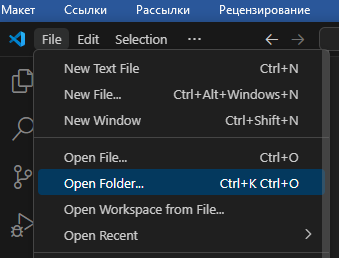 Макет Ссылки Рассылки Рецензирование
File Edit Selection ···
New Text File Ctrl+N
New File... Ctrl+Alt+Windows+N
New Window Ctrl+Shift+N
Open File... Ctrl+O
Open Folder... Ctrl+K Ctrl+O
Open Workspace from File...
Open Recent